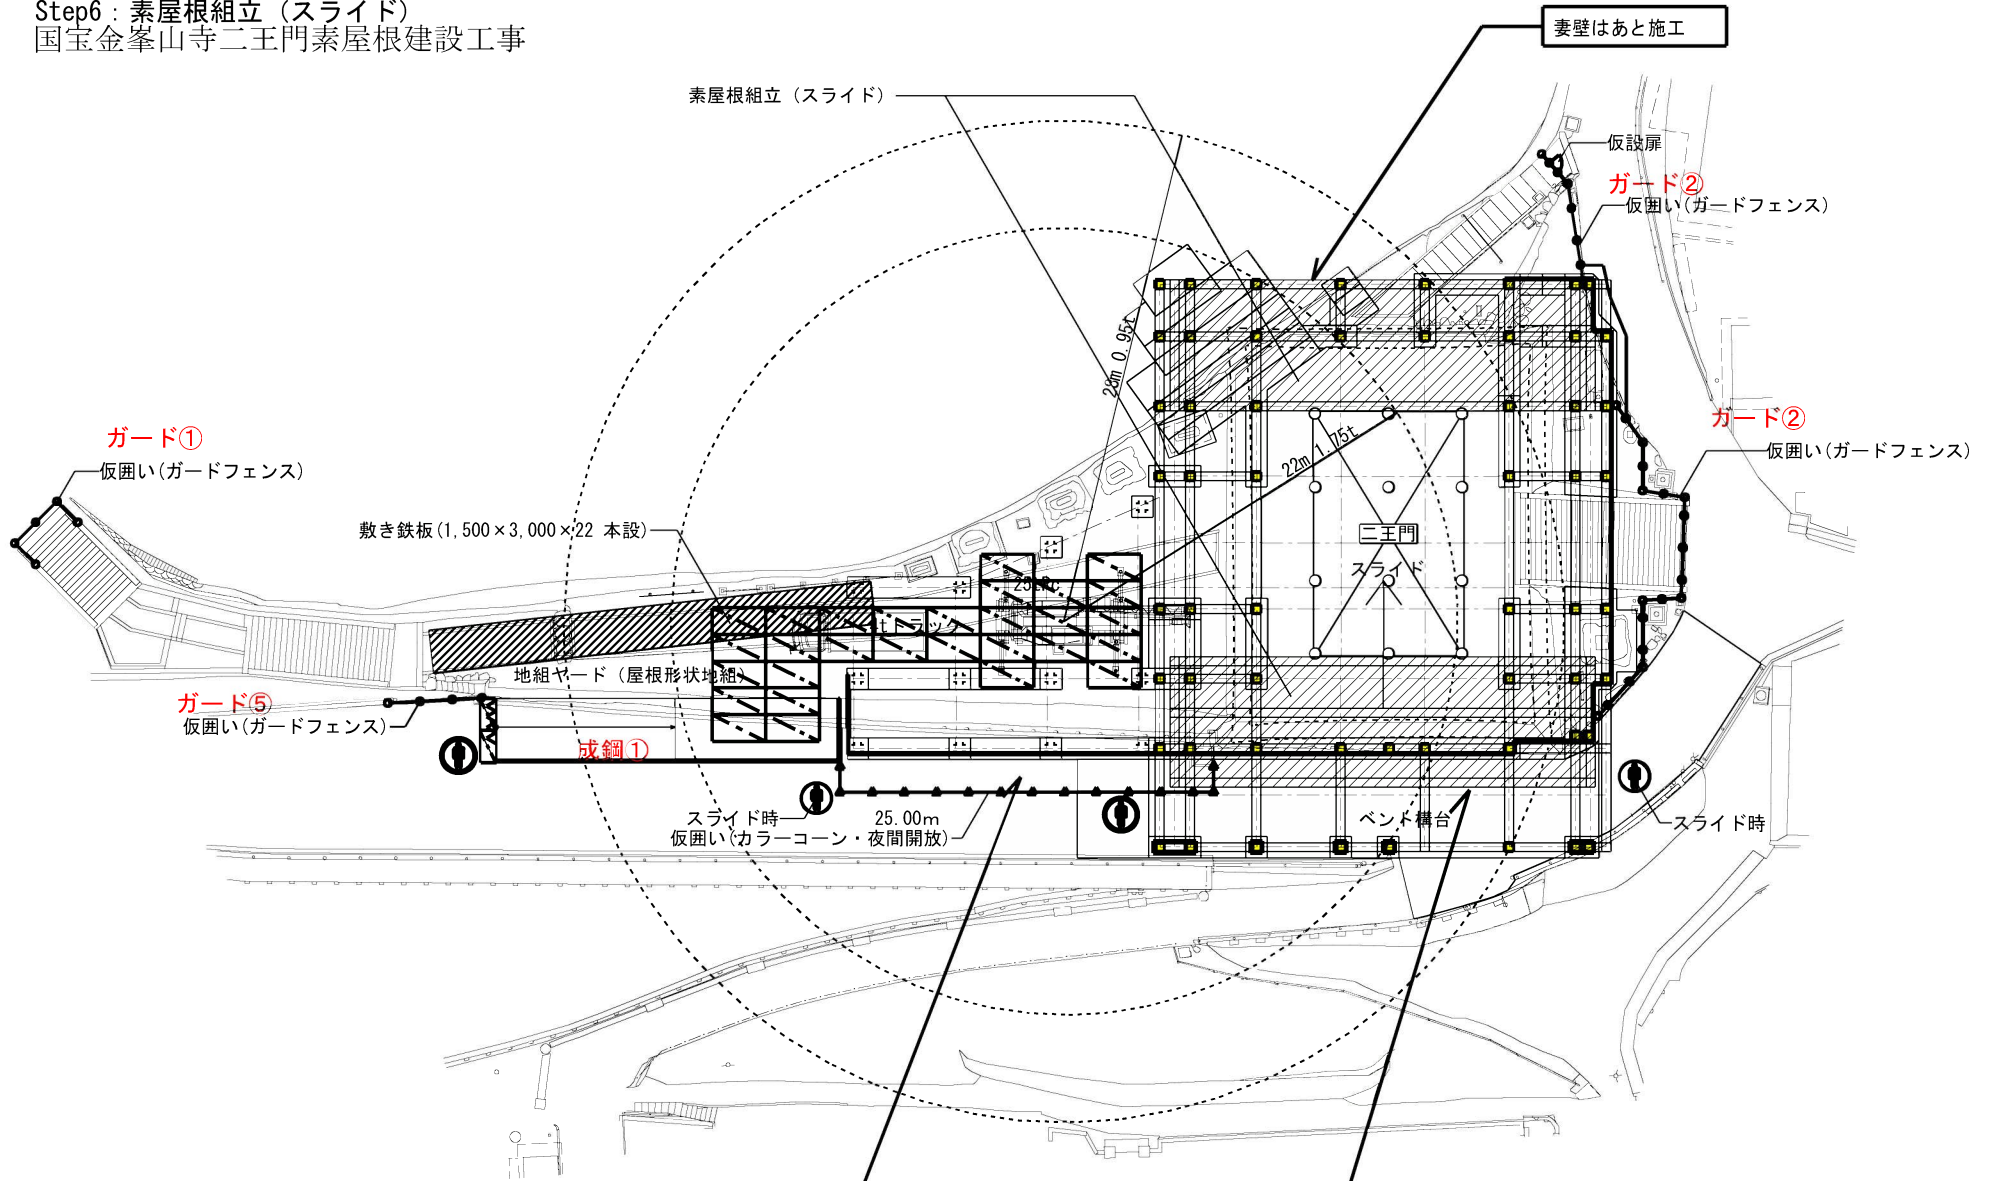 Step6：素屋根組立（スライド）
国宝金峯山寺二王門素屋根建設工事
妻壁はあと施工
素屋根組立（スライド）
仮設扉
ガード②
仮囲い(ガードフェンス)
28m 0.95t
ガード①
仮囲い(ガードフェンス)
ガード②
仮囲い(ガードフェンス)
22m 1.75t
敷き鉄板(1,500×3,000×22 本設)
二王門
スライド
トラック
地組ヤード（屋根形状地組）
ガード⑤
仮囲い(ガードフェンス)
成鋼①
スライド時
25.00m
仮囲い(カラーコーン・夜間開放)
ベント構台
スライド時